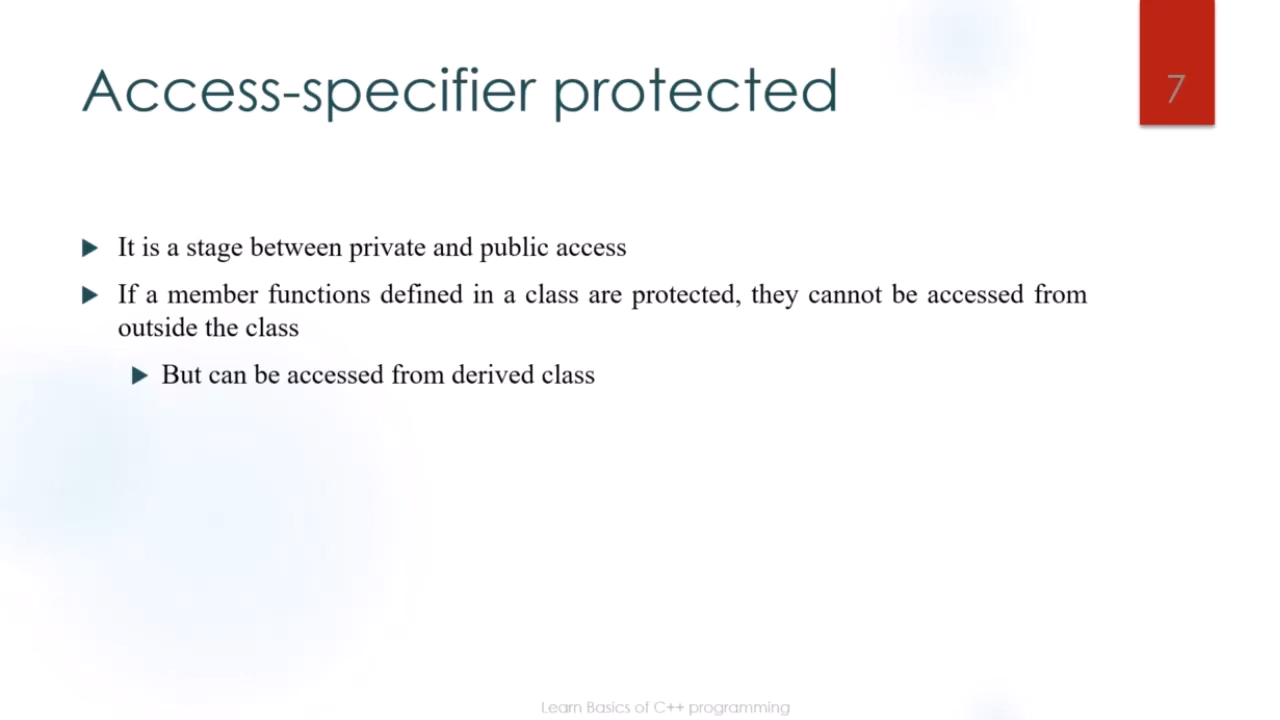 Access-specifier protected
7
It is a stage between private and public access
If a member functions defined in a class are protected, they cannot be accessed from
outside the class
But can be accessed from derived class
Learn Basics of C++ programming